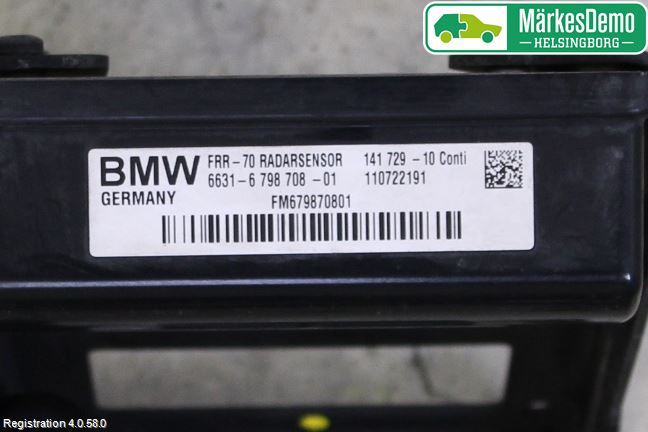 MärkesDemo
HELSINGBORG
BMW FRR-70 RADARSENSOR 141 729 -10 Conti
GERMANY 6631-6 798 708 -01 110722191
FM679870801
Registration 4.0.58.0